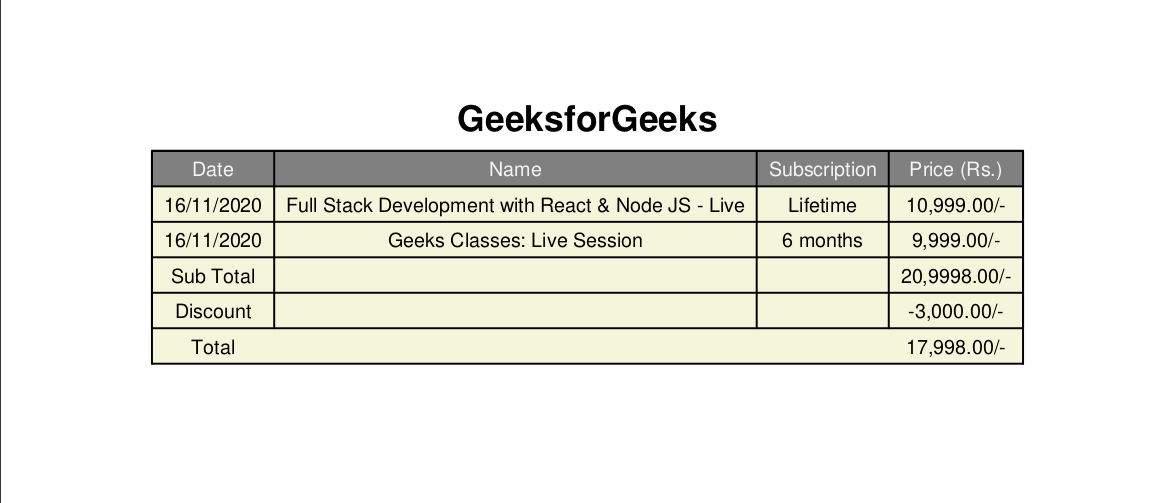 GeeksforGeeks
Date Name Subscription Price (Rs.)
16/11/2020 Full Stack Development with React & Node JS - Live Lifetime 10,999.00/-
16/11/2020 Geeks Classes: Live Session 6 months 9,999.00/-
Sub Total 20,9998.00/-
Discount -3,000.00/-
Total 17,998.00/-